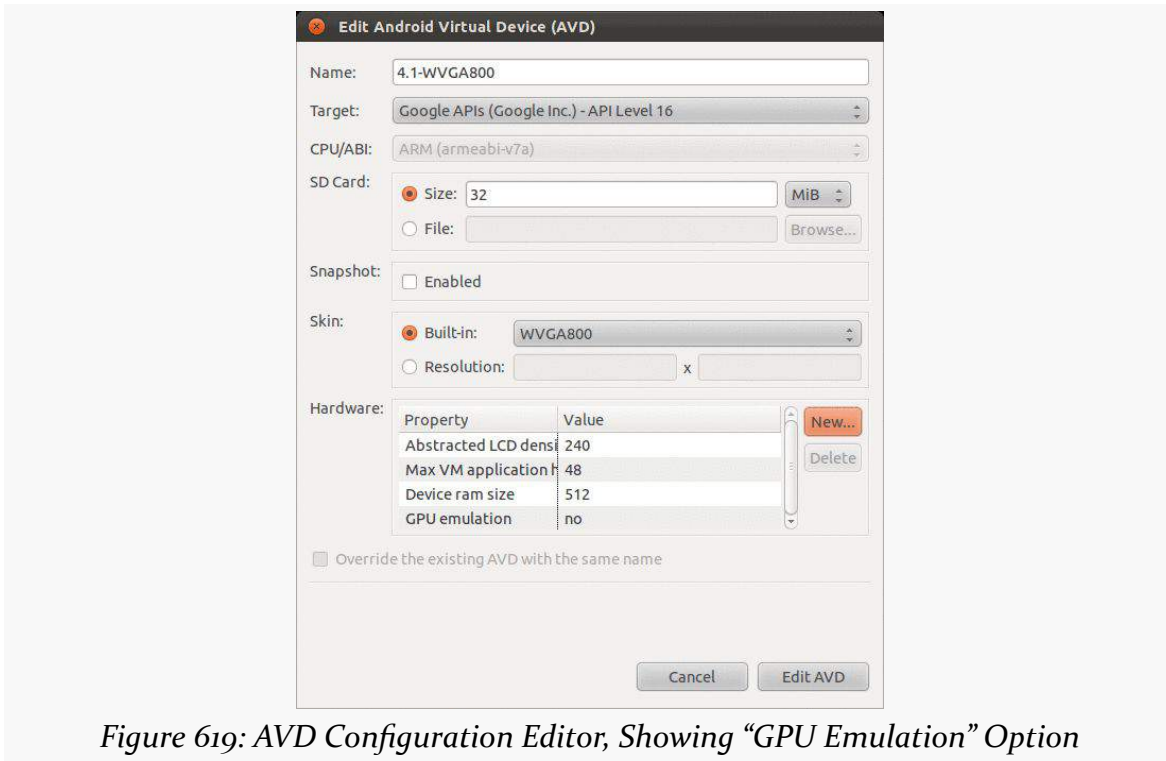 Edit Android Virtual Device (AVD)
Name: 4.1-WVGA800
Target: Google APIs (Google Inc.) - API Level 16
CPU/ABI: ARM (armeabi-v7a)
SD Card:
Size: 32 MiB
File: Browse...
Snapshot: Enabled
Skin:
Built-in: WVGA800
Resolution: x
Hardware:
Property Value New...
Abstracted LCD densi 240
Max VM application h 48 Delete
Device ram size 512
GPU emulation no
Override the existing AVD with the same name
Cancel Edit AVD
Figure 619: AVD Configuration Editor, Showing “GPU Emulation” Option